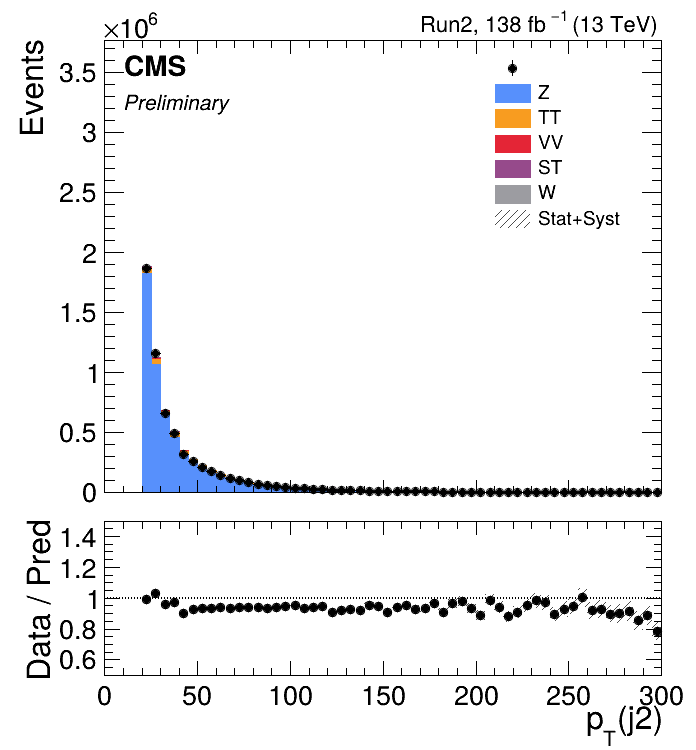 ×10⁶
Run2, 138 fb⁻¹ (13 TeV)
Events
CMS
Preliminary
Z
TT
VV
ST
W
Stat+Syst
3.5
3
2.5
2
1.5
1
0.5
0
Data / Pred
1.4
1.2
1
0.8
0.6
0 50 100 150 200 250 300
p_T(j2)